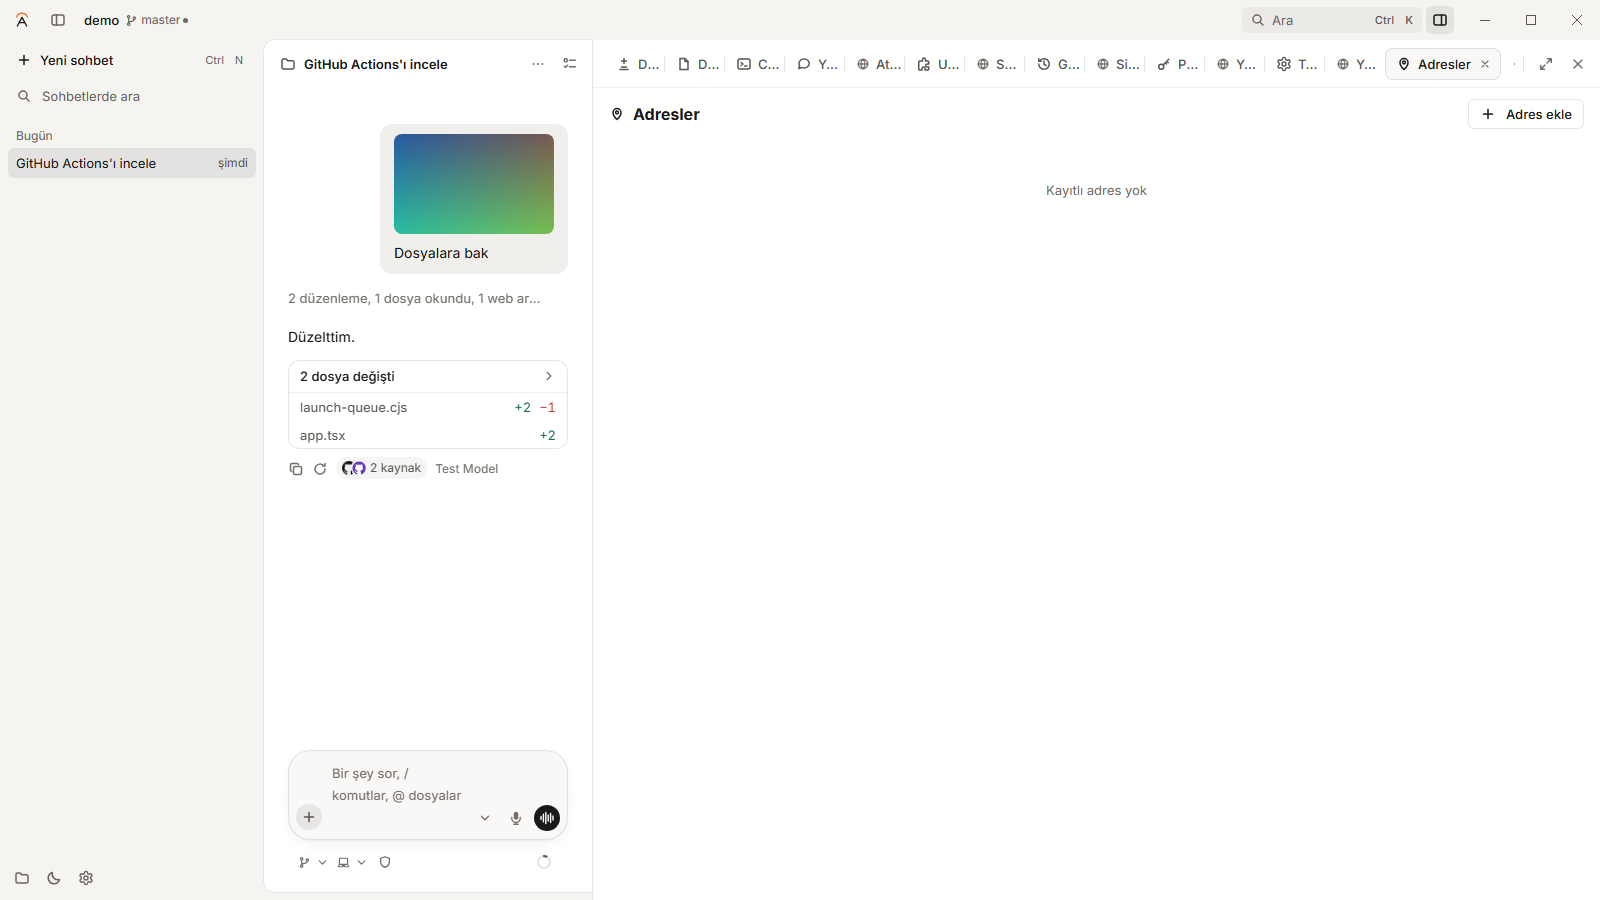 demo master
Ara Ctrl K
Yeni sohbet Ctrl N
Sohbetlerde ara
Bugün
GitHub Actions'ı incele şimdi
GitHub Actions'ı incele
Dosyalara bak
2 düzenleme, 1 dosya okundu, 1 web ar...
Düzelttim.
2 dosya değişti
launch-queue.cjs +2 −1
app.tsx +2
2 kaynak Test Model
Bir şey sor, /
komutlar, @ dosyalar
D... D... C... Y... At... U... S... G... Si... P... Y... T... Y... Adresler
Adresler
Adres ekle
Kayıtlı adres yok